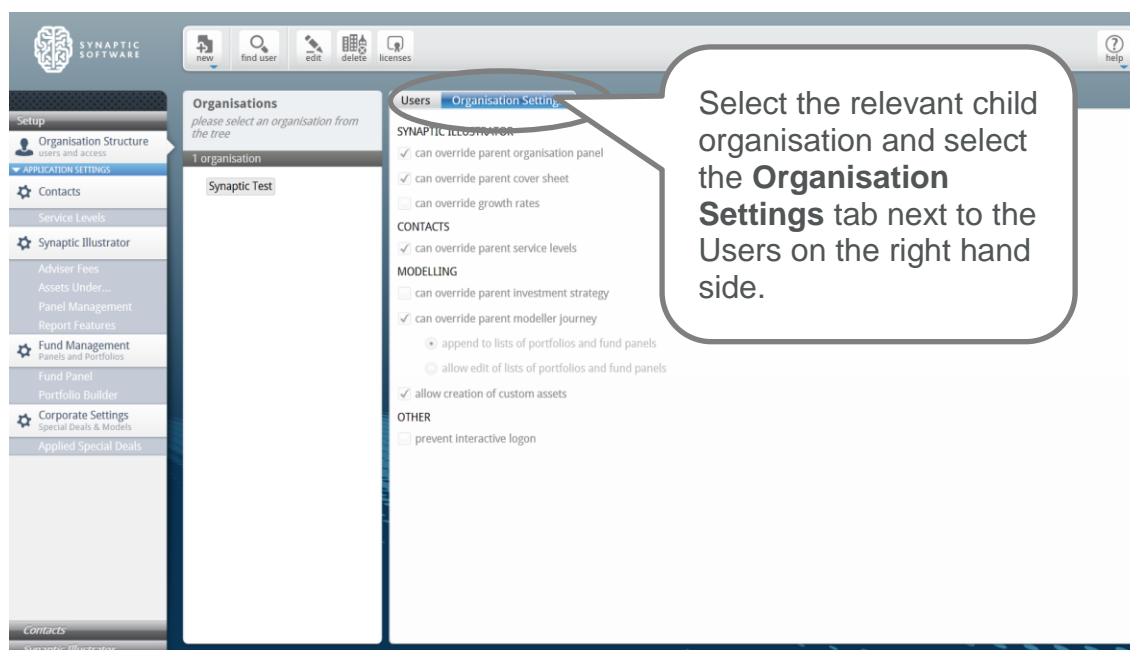 SYNAPTIC
SOFTWARE
new
find user
edit
delete
licenses
help
Setup
Organisation Structure
users and access
APPLICATION SETTINGS
Contacts
Service Levels
Synaptic Illustrator
Adviser Fees
Assets Under...
Panel Management
Report Features
Fund Management
Panels and Portfolios
Fund Panel
Portfolio Builder
Corporate Settings
Special Deals & Models
Applied Special Deals
Contacts
Synaptic Illustrator
Organisations
please select an organisation from
the tree
1 organisation
Synaptic Test
Users Organisation Setting
SYNAPTIC ILLUSTRATOR
can override parent organisation panel
can override parent cover sheet
can override growth rates
CONTACTS
can override parent service levels
MODELLING
can override parent investment strategy
can override parent modeller journey
append to lists of portfolios and fund panels
allow edit of lists of portfolios and fund panels
allow creation of custom assets
OTHER
prevent interactive logon
Select the relevant child
organisation and select
the Organisation
Settings tab next to the
Users on the right hand
side.